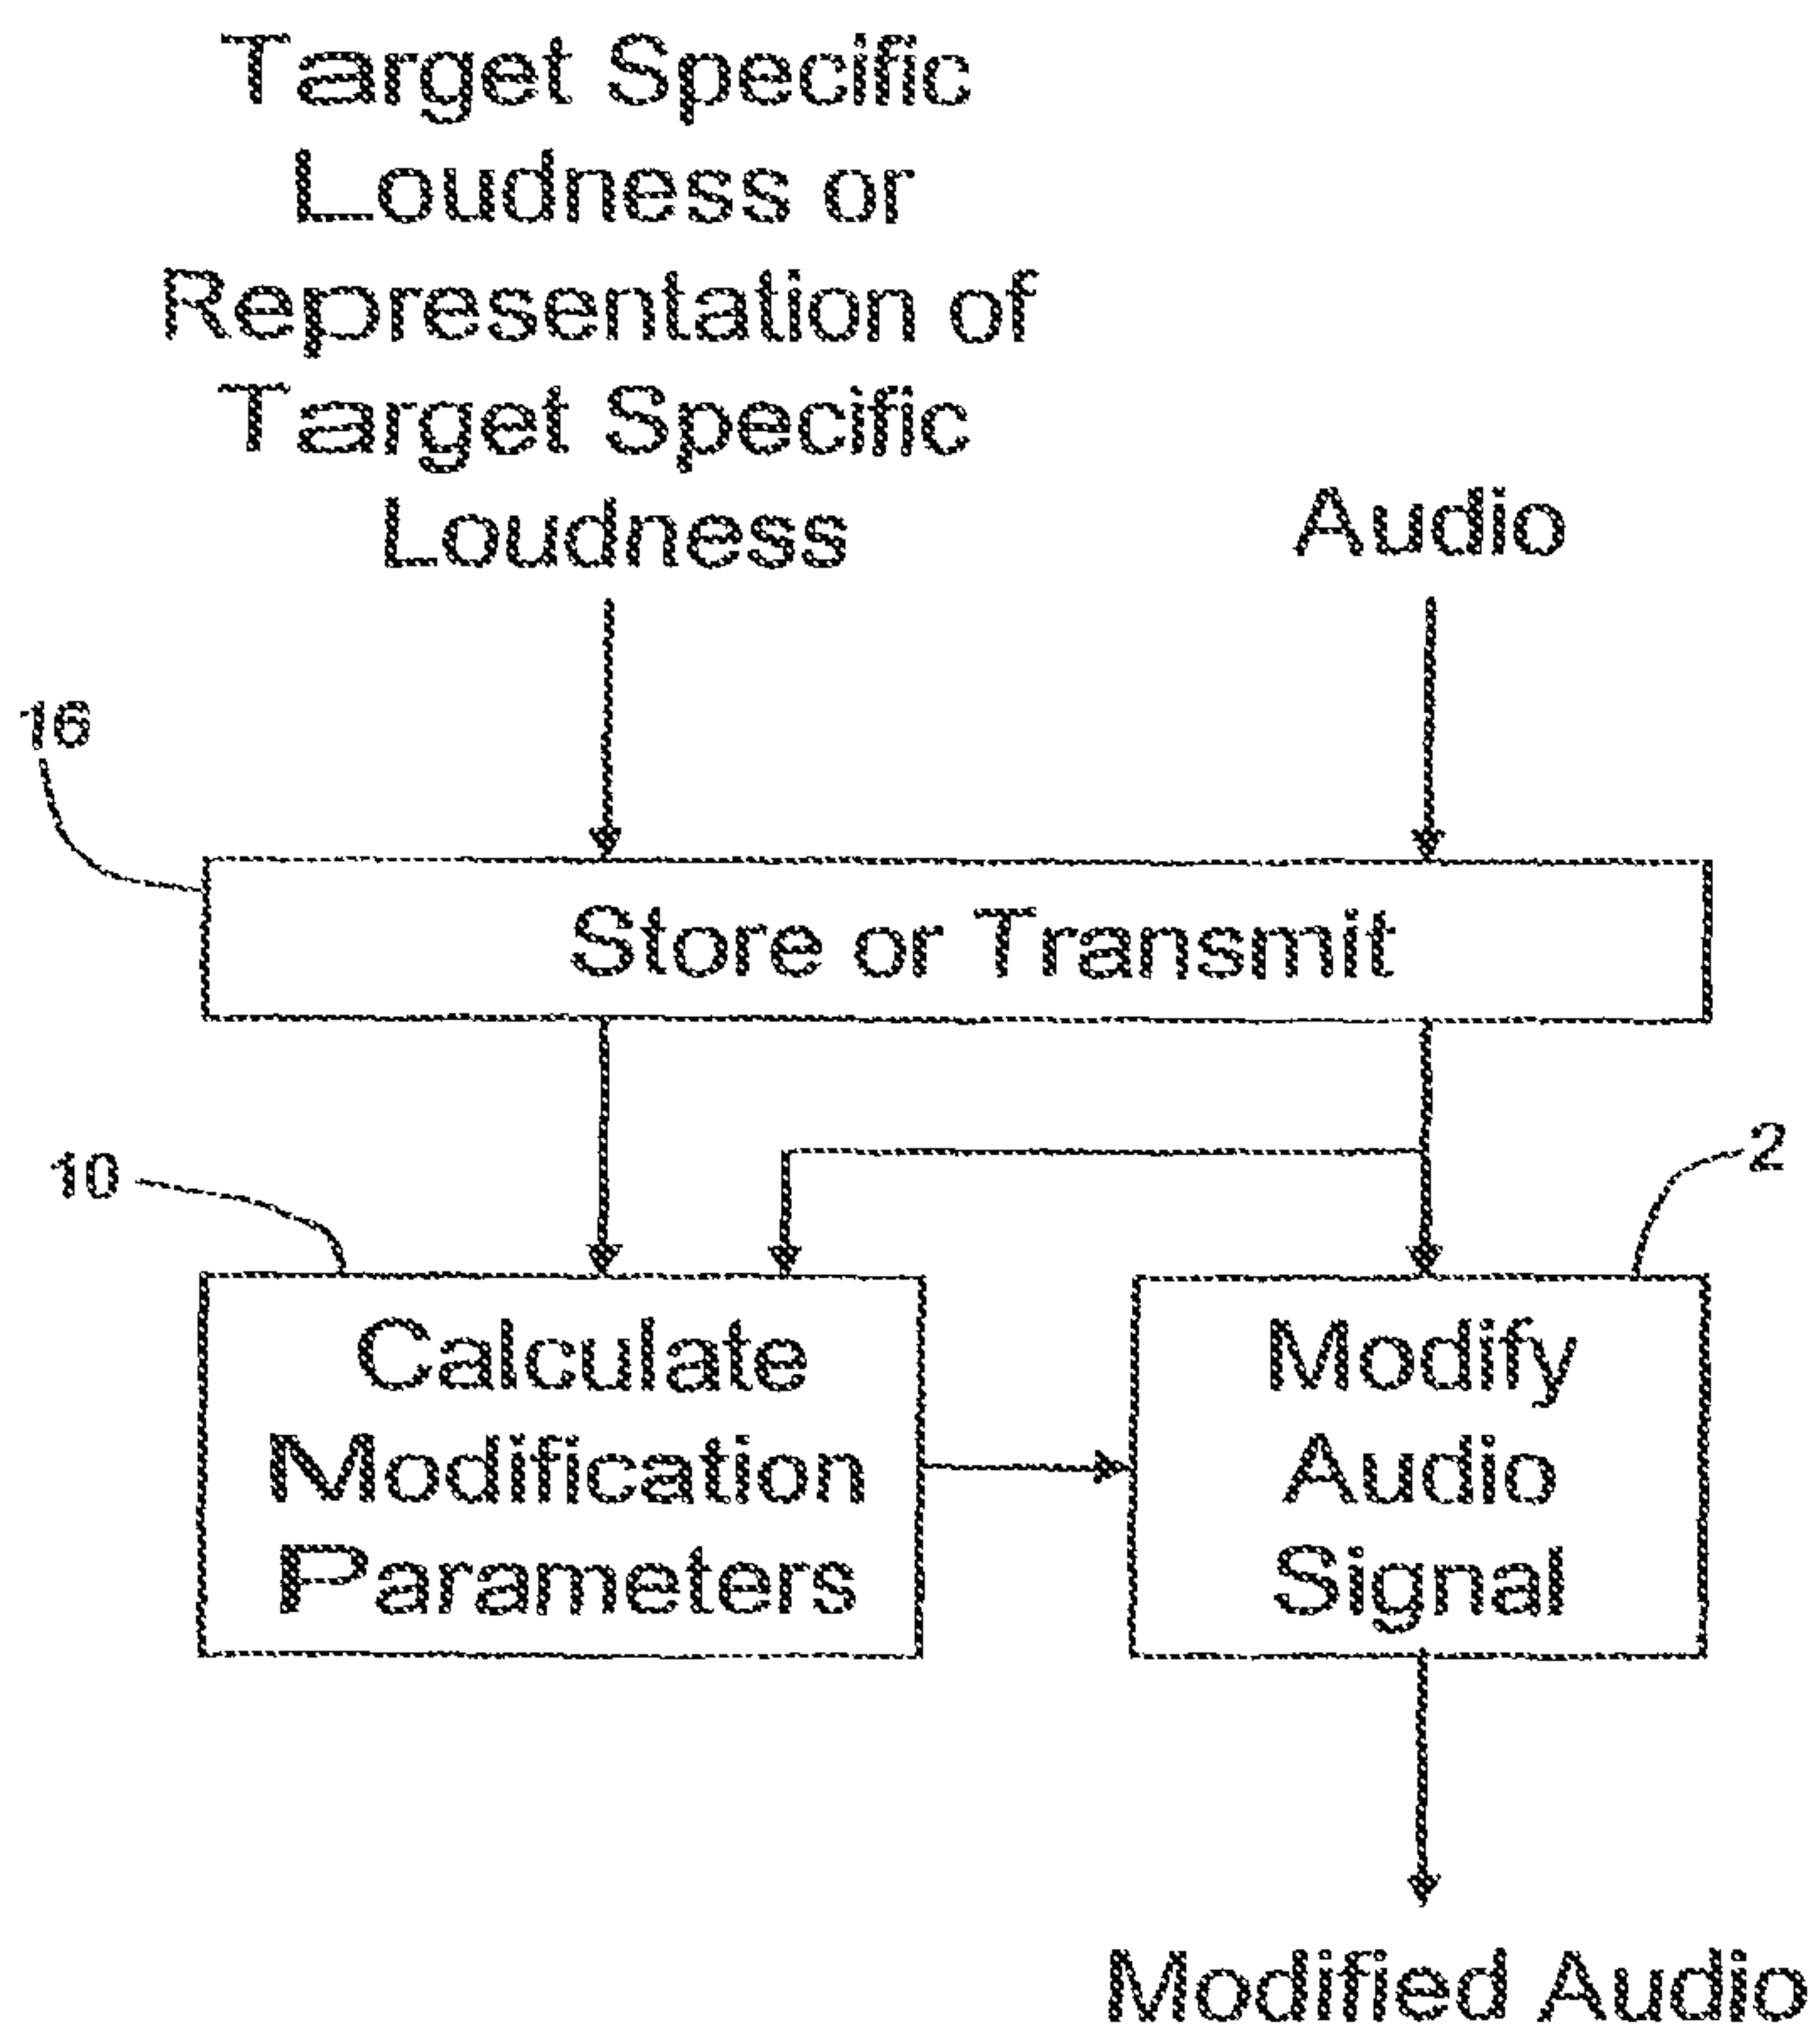 Target Specific
Loudness or
Representation of
Target Specific
Loudness
Audio
16
Store or Transmit
10
2
Calculate
Modification
Parameters
Modify
Audio
Signal
Modified Audio